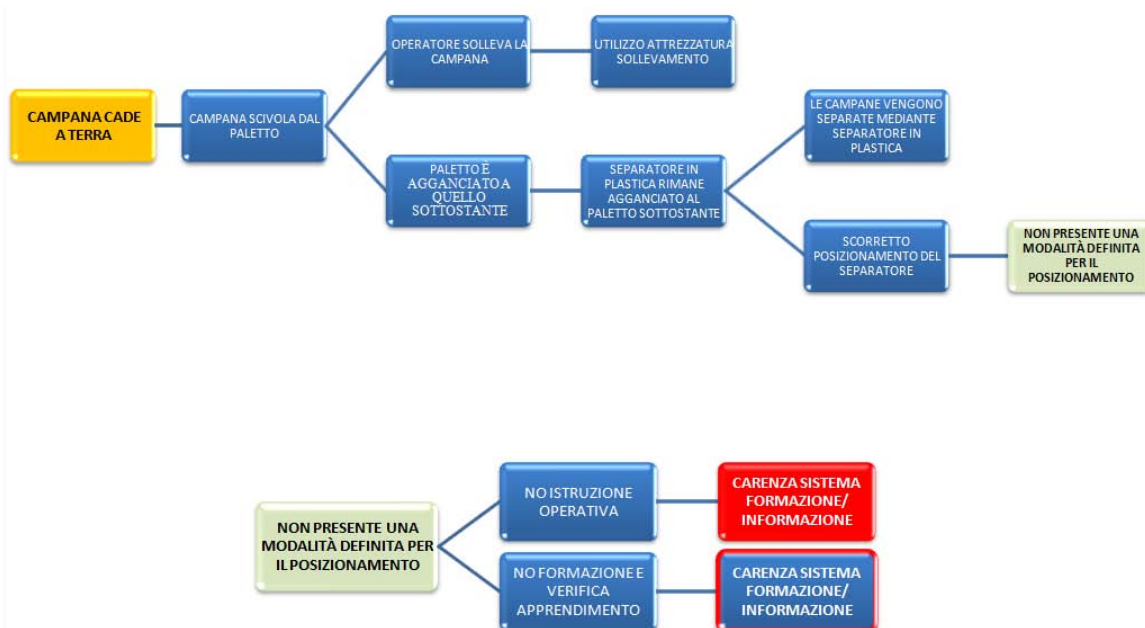 OPERATORE SOLLEVA LA
CAMPANA
UTILIZZO ATTREZZATURA
SOLLEVAMENTO
CAMPANA CADE
A TERRA
CAMPANA SCIVOLA DAL
PALETTO
LE CAMPANE VENGONO
SEPARATE MEDIANTE
SEPARATORE IN
PLASTICA
PALETTO È
AGGANCIATO A
QUELLO
SOTTOSTANTE
SEPARATORE IN
PLASTICA RIMANE
AGGANCIATO AL
PALETTO SOTTOSTANTE
SCORRETTO
POSIZIONAMENTO DEL
SEPARATORE
NON PRESENTE UNA
MODALITÀ DEFINITA
PER IL
POSIZIONAMENTO
NON PRESENTE UNA
MODALITÀ DEFINITA PER
IL POSIZIONAMENTO
NO ISTRUZIONE
OPERATIVA
CARENZA SISTEMA
FORMAZIONE/
INFORMAZIONE
NO FORMAZIONE E
VERIFICA
APPRENDIMENTO
CARENZA SISTEMA
FORMAZIONE/
INFORMAZIONE